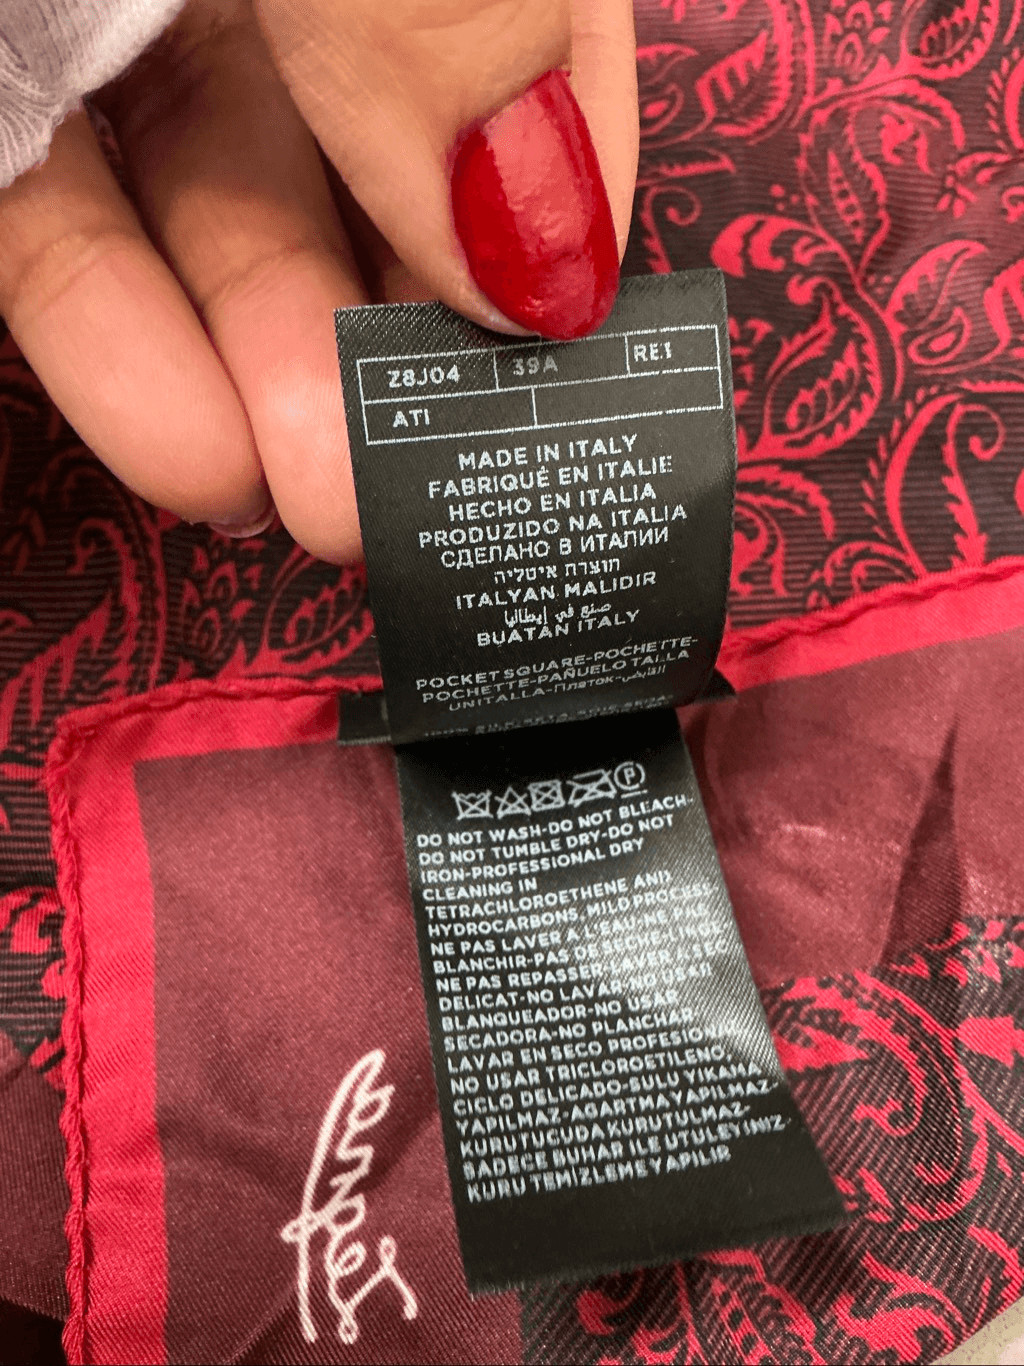 Z8J04 39A RE1
ATI
MADE IN ITALY
FABRIQUÉ EN ITALIE
HECHO EN ITALIA
PRODUZIDO NA ITALIA
СДЕЛАНО В ИТАЛИИ
תוצרת איטליה
ITALYAN MALIDIR
صنع في إيطاليا
BUATAN ITALY
POCKET SQUARE-POCHETTE-
POCHETTE-PAÑUELO TALLA
UNITALLA-Платок-
P
DO NOT WASH-DO NOT BLEACH-
DO NOT TUMBLE DRY-DO NOT
IRON-PROFESSIONAL DRY
CLEANING IN
TETRACHLOROETHENE AND
HYDROCARBONS, MILD PROCESS
NE PAS LAVER A L'EAU-NE PAS
BLANCHIR-PAS DE SECHE-LINGE
NE PAS REPASSER-LAVER A SEC
DELICAT-NO LAVAR-NO USAR
BLANQUEADOR-NO USAR
SECADORA-NO PLANCHAR
LAVAR EN SECO PROFESIONAL
NO USAR TRICLOROETILENO.
CICLO DELICADO-SULU YIKAMA
YAPILMAZ-AGARTMA YAPILMAZ-
KURUTUCUDA KURUTULMAZ-
SADECE BUHAR ILE UTULEYINIZ-
KURU TEMIZLEME YAPILIR